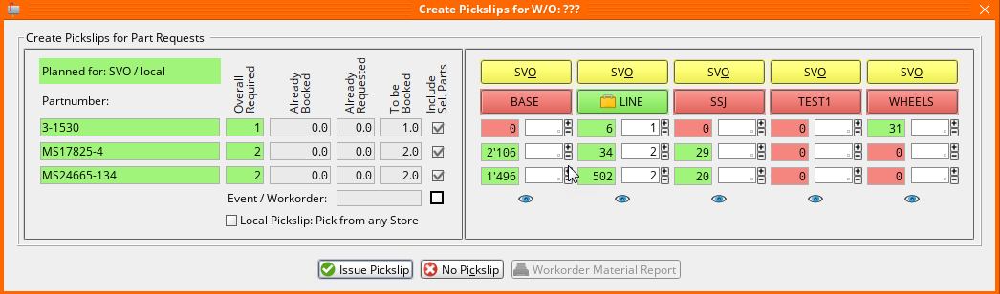 Create Pickslips for W/O: ???
Create Pickslips for Part Requests
Planned for: SVO / local
Overall Required
Already Booked
Already Requested
To be Booked
Include Sel. Parts
SVO SVO SVO SVO SVO
Partnumber:
BASE LINE SSJ TEST1 WHEELS
3-1530 1 0.0 0.0 1.0 0 6 1 0 0 31
MS17825-4 2 0.0 0.0 2.0 2'106 34 2 29 0 0
MS24665-134 2 0.0 0.0 2.0 1'496 502 2 20 0 0
Event / Workorder:
Local Pickslip: Pick from any Store
Issue Pickslip No Pickslip Workorder Material Report